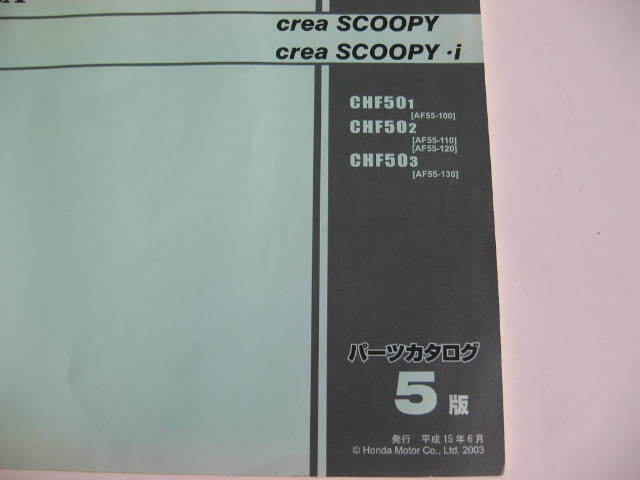 crea SCOOPY
crea SCOOPY・i
CHF501
[AF55-100]
CHF502
[AF55-110]
[AF55-120]
CHF503
[AF55-130]
パーツカタログ
5版
発行 平成15年6月
© Honda Motor Co., Ltd. 2003